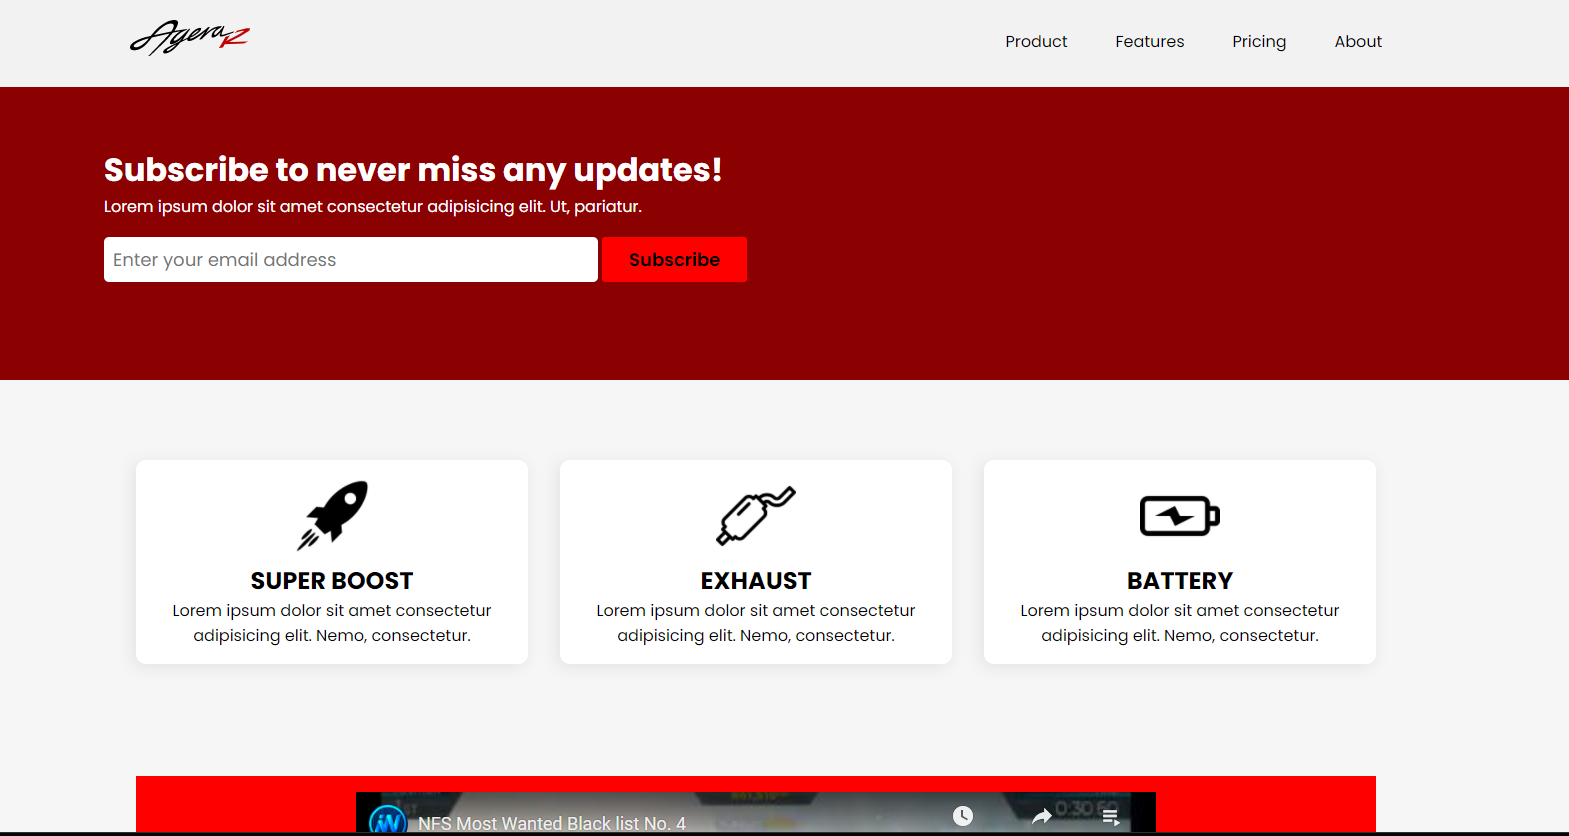 Agera R
Product Features Pricing About
Subscribe to never miss any updates!
Lorem ipsum dolor sit amet consectetur adipisicing elit. Ut, pariatur.
Enter your email address Subscribe
SUPER BOOST
Lorem ipsum dolor sit amet consectetur
adipisicing elit. Nemo, consectetur.
EXHAUST
Lorem ipsum dolor sit amet consectetur
adipisicing elit. Nemo, consectetur.
BATTERY
Lorem ipsum dolor sit amet consectetur
adipisicing elit. Nemo, consectetur.
NFS Most Wanted Black list No. 4